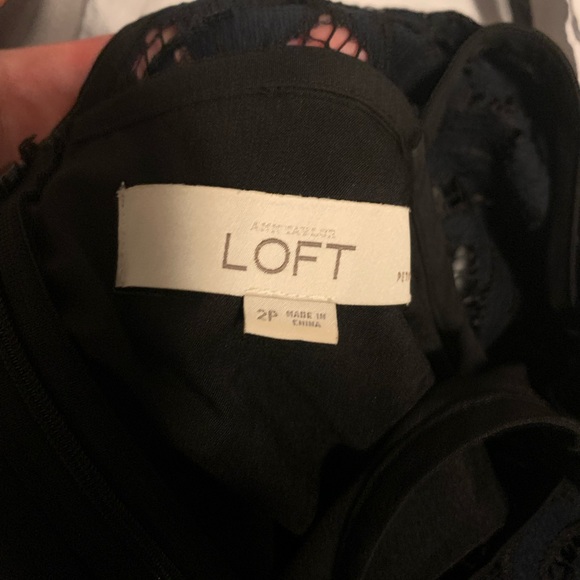 ANN TAYLOR
LOFT
2P
MADE IN
CHINA